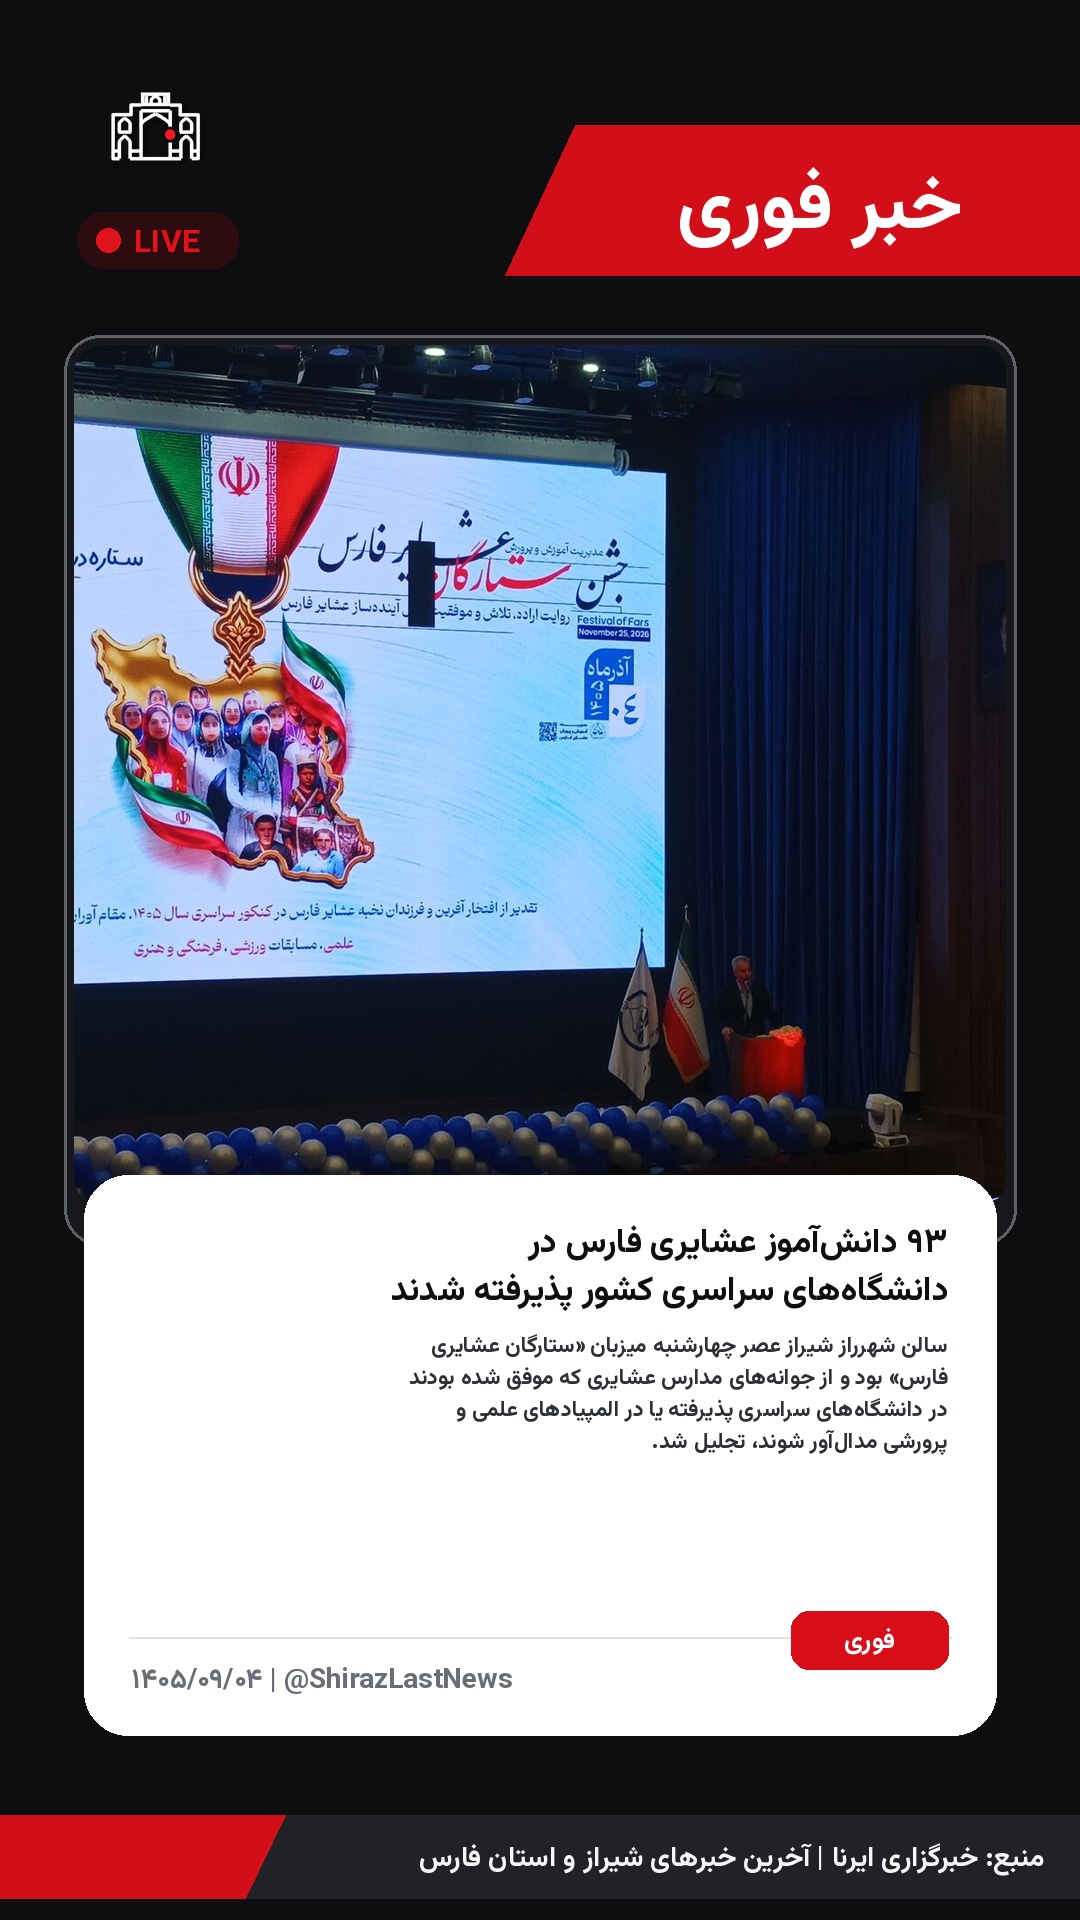 خبر فوری
LIVE
ستاره‌در
جشن ستارگان عشایر فارس
مدیریت آموزش و پرورش
روایت اراده، تلاش و موفقیت آینده‌ساز عشایر فارس
Festival of Fars
November 25, 2026
آذرماه
۰۴
۱۴۰۵
تقدیر از افتخار آفرین و فرزندان نخبه عشایر فارس در کنکور سراسری سال ۱۴۰۵، مقام آورا
علمی، مسابقات ورزشی، فرهنگی و هنری
۹۳ دانش‌آموز عشایری فارس در
دانشگاه‌های سراسری کشور پذیرفته شدند
سالن شهرراز شیراز عصر چهارشنبه میزبان «ستارگان عشایری
فارس» بود و از جوانه‌های مدارس عشایری که موفق شده بودند
در دانشگاه‌های سراسری پذیرفته یا در المپیادهای علمی و
پرورشی مدال‌آور شوند، تجلیل شد.
فوری
۱۴۰۵/۰۹/۰۴ | @ShirazLastNews
منبع: خبرگزاری ایرنا | آخرین خبرهای شیراز و استان فارس